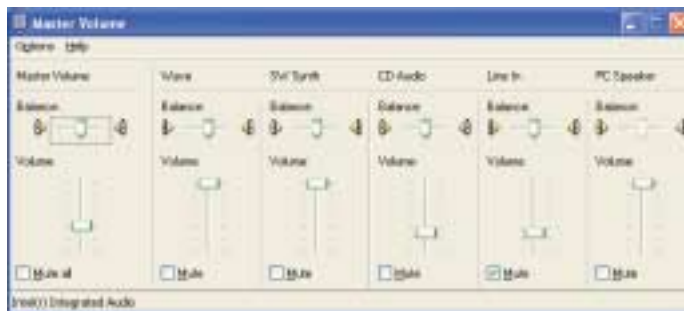 Master Volume
Options Help
Master Volume Wave SW Synth CD Audio Line In PC Speaker
Balance: Balance: Balance: Balance: Balance: Balance:
Volume: Volume: Volume: Volume: Volume: Volume:
Mute all Mute Mute Mute Mute Mute
Intel(r) Integrated Audio